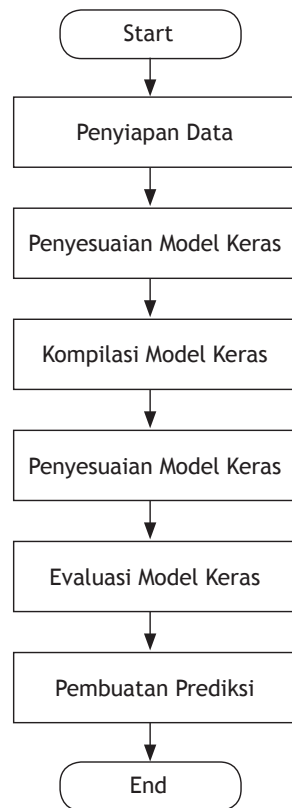 Start
Penyiapan Data
Penyesuaian Model Keras
Kompilasi Model Keras
Penyesuaian Model Keras
Evaluasi Model Keras
Pembuatan Prediksi
End